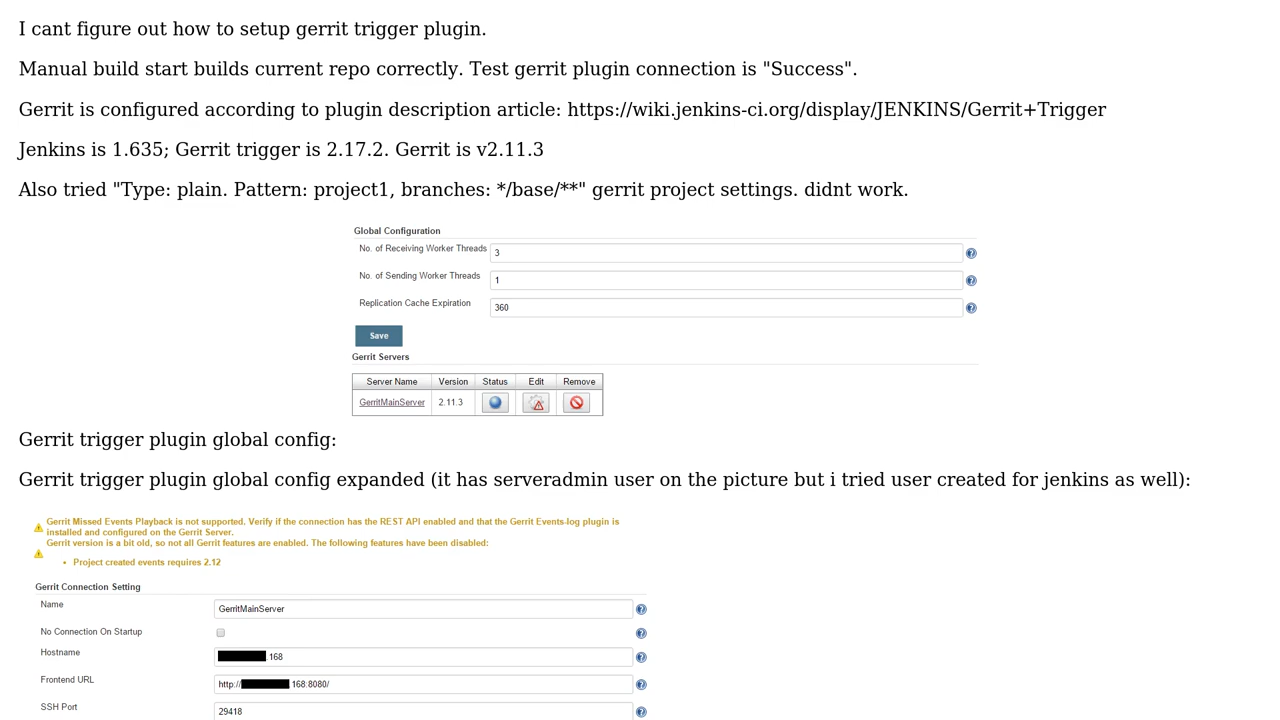 I cant figure out how to setup gerrit trigger plugin.
Manual build start builds current repo correctly. Test gerrit plugin connection is "Success".
Gerrit is configured according to plugin description article: https://wiki.jenkins-ci.org/display/JENKINS/Gerrit+Trigger
Jenkins is 1.635; Gerrit trigger is 2.17.2. Gerrit is v2.11.3
Also tried "Type: plain. Pattern: project1, branches: */base/**" gerrit project settings. didnt work.
Global Configuration
No. of Receiving Worker Threads 3
No. of Sending Worker Threads 1
Replication Cache Expiration 360
Save
Gerrit Servers
Server Name Version Status Edit Remove
GerritMainServer 2.11.3
Gerrit trigger plugin global config:
Gerrit trigger plugin global config expanded (it has serveradmin user on the picture but i tried user created for jenkins as well):
Gerrit Missed Events Playback is not supported. Verify if the connection has the REST API enabled and that the Gerrit Events-log plugin is
installed and configured on the Gerrit Server.
Gerrit version is a bit old, so not all Gerrit features are enabled. The following features have been disabled:
• Project created events requires 2.12
Gerrit Connection Setting
Name GerritMainServer
No Connection On Startup
Hostname .168
Frontend URL http:// .168:8080/
SSH Port 29418